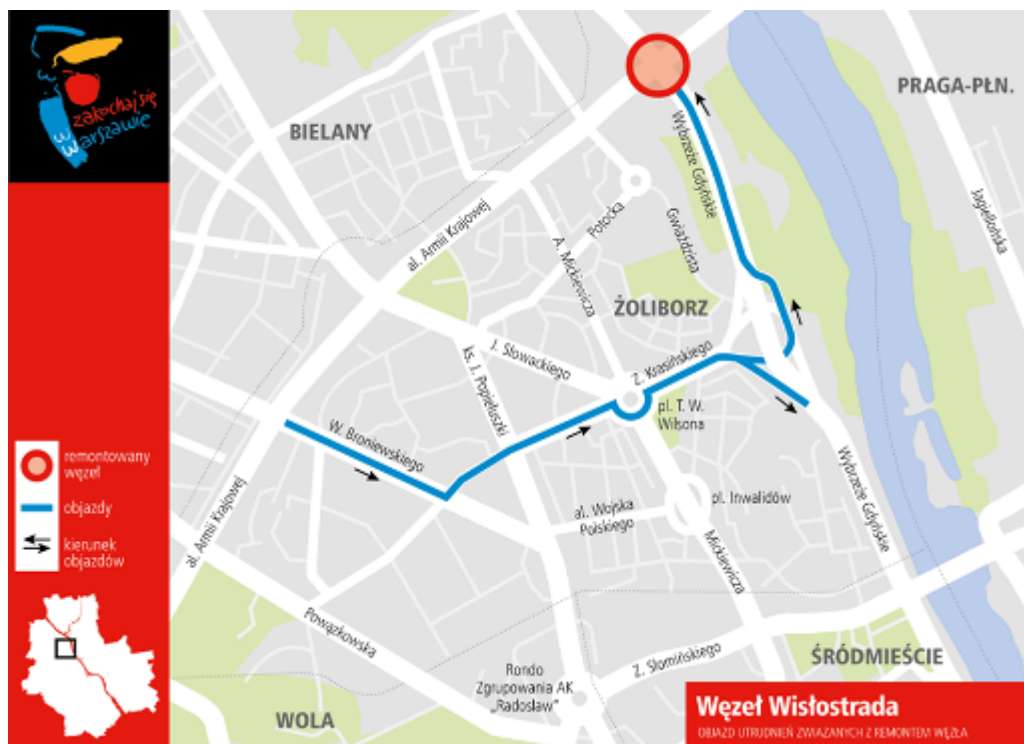 zakochaj się
w Warszawie
BIELANY
PRAGA-PŁN.
Wybrzeże Gdyńskie
Jagiellońska
al. Armii Krajowej
Potocka
Gwiaździsta
A. Mickiewicza
ŻOLIBORZ
J. Słowackiego
Z. Krasińskiego
ks. J. Popiełuszki
pl. T. W.
Wilsona
W. Broniewskiego
remontowany
węzeł
objazdy
kierunek
objazdów
al. Armii Krajowej
al. Wojska
Polskiego
pl. Inwalidów
Wybrzeże Gdyńskie
Mickiewicza
Powązkowska
Z. Słomińskiego
ŚRÓDMIEŚCIE
Rondo
Zgrupowania AK
„Radosław”
WOLA
Węzeł Wisłostrada
OBJAZD UTRUDNIEŃ ZWIĄZANYCH Z REMONTEM WĘZŁA